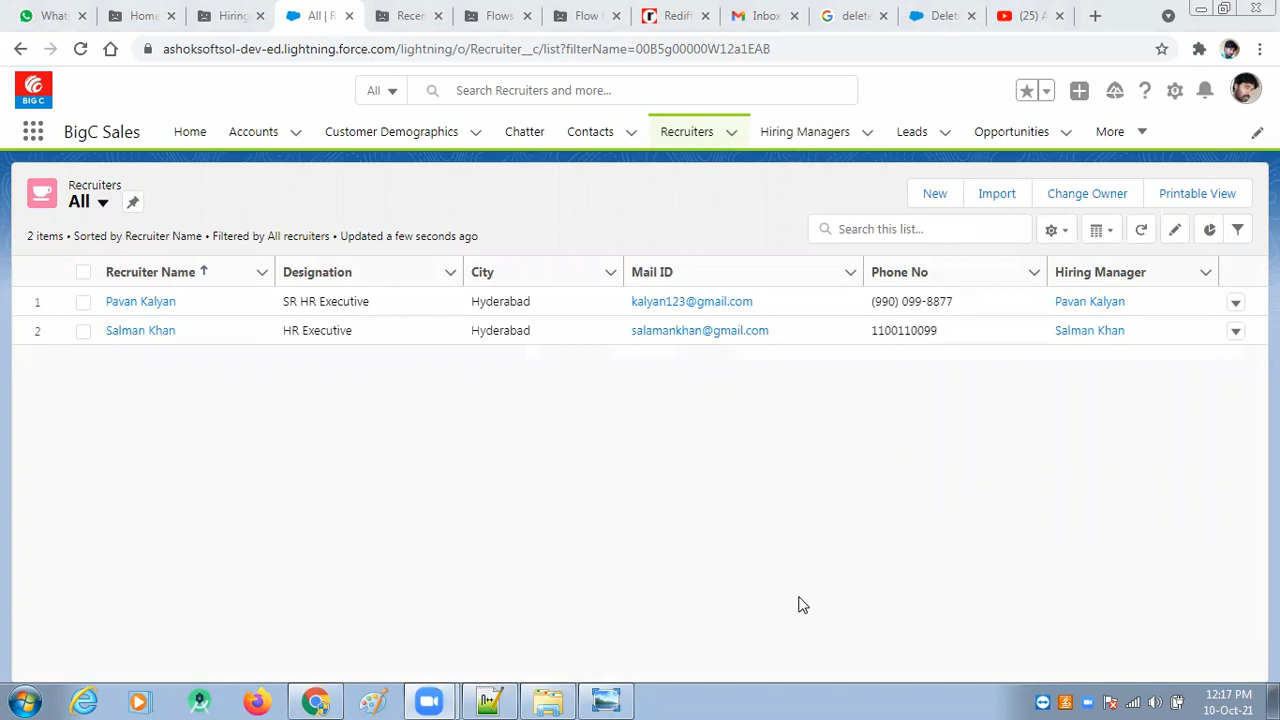 What:
Home
Hiring
All | R
Recer
Flows
Flow
Rediff
Inbox
delete
Delet
(25) A
ashoksoftsol-dev-ed.lightning.force.com/lightning/o/Recruiter__c/list?filterName=00B5g00000W12a1EAB
BIG C
All
Search Recruiters and more...
BigC Sales
Home
Accounts
Customer Demographics
Chatter
Contacts
Recruiters
Hiring Managers
Leads
Opportunities
More
Recruiters
All
New
Import
Change Owner
Printable View
2 items • Sorted by Recruiter Name • Filtered by All recruiters • Updated a few seconds ago
Search this list...
Recruiter Name ↑ Designation City Mail ID Phone No Hiring Manager
1 Pavan Kalyan SR HR Executive Hyderabad kalyan123@gmail.com (990) 099-8877 Pavan Kalyan
2 Salman Khan HR Executive Hyderabad salamankhan@gmail.com 1100110099 Salman Khan
12:17 PM
10-Oct-21